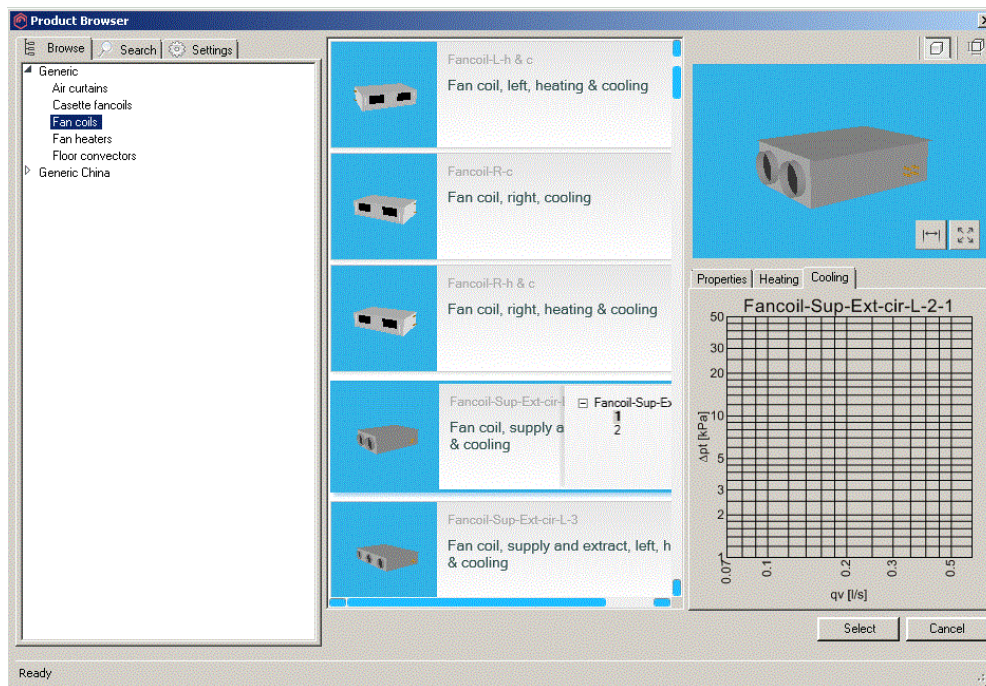 Product Browser
Browse
Search
Settings
Generic
Air curtains
Casette fancoils
Fan coils
Fan heaters
Floor convectors
Generic China
Fancoil-L-h & c
Fan coil, left, heating & cooling
Fancoil-R-c
Fan coil, right, cooling
Fancoil-R-h & c
Fan coil, right, heating & cooling
Fancoil-Sup-Ext-cir-l
Fan coil, supply a
& cooling
Fancoil-Sup-Ex
1
2
Fancoil-Sup-Ext-cir-L-3
Fan coil, supply and extract, left, h
& cooling
Properties
Heating
Cooling
Fancoil-Sup-Ext-cir-L-2-1
50
30
20
10
5
3
2
1
Δpt [kPa]
0.07
0.1
0.2
0.3
0.5
qv [l/s]
Select
Cancel
Ready